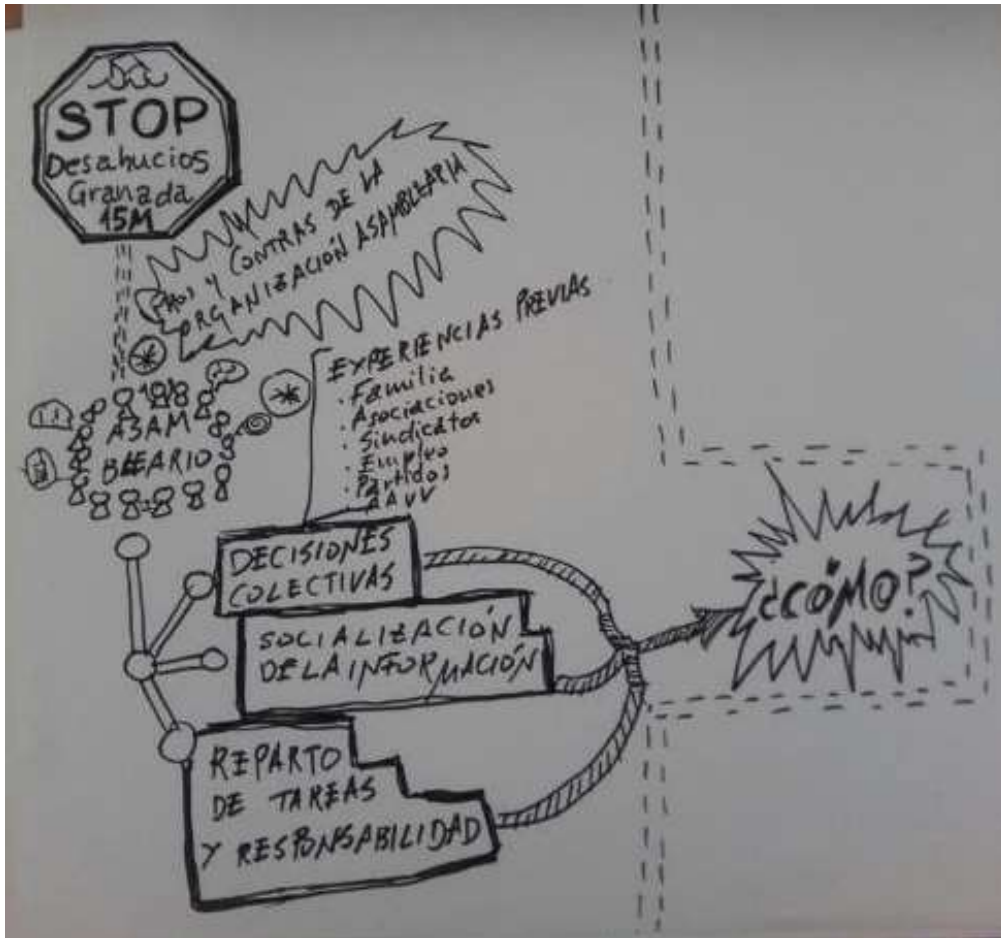 STOP
Desahucios
Granada
15M
PROS Y CONTRAS DE LA
ORGANIZACIÓN ASAMBLEARIA
EXPERIENCIAS PREVIAS
· Familia
· Asociaciones
· Sindicatos
· Empleo
· Partidos
· AAVV
ASAM
BLEARIO
DECISIONES
COLECTIVAS
SOCIALIZACIÓN
DE LA INFORMACIÓN
REPARTO
DE TAREAS
Y RESPONSABILIDAD
¿CÓMO?